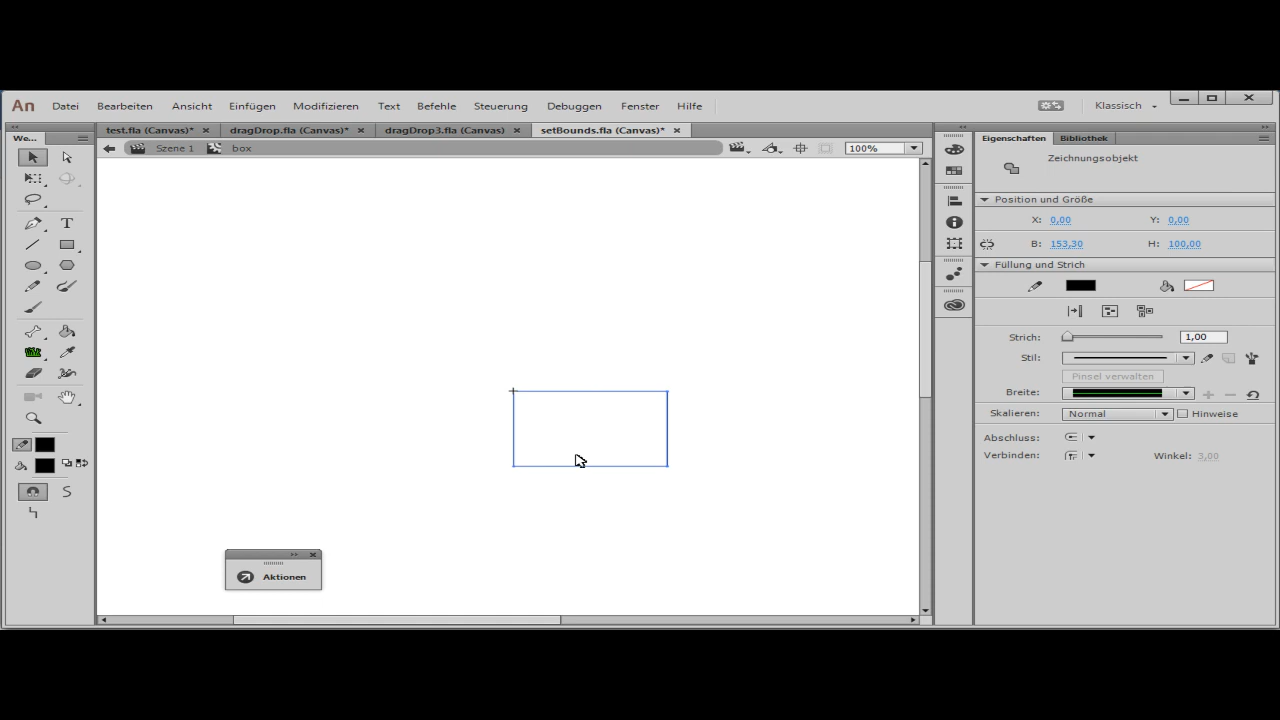 An Datei Bearbeiten Ansicht Einfügen Modifizieren Text Befehle Steuerung Debuggen Fenster Hilfe Klassisch
test.fla (Canvas)* dragDrop.fla (Canvas)* dragDrop3.fla (Canvas) setBounds.fla (Canvas)*
We... Eigenschaften Bibliothek
Szene 1 box 100%
Zeichnungsobjekt
Position und Größe
X: 0,00 Y: 0,00
B: 153,30 H: 100,00
Füllung und Strich
Strich: 1,00
Stil:
Pinsel verwalten
Breite:
Skalieren: Normal Hinweise
Abschluss:
Verbinden: Winkel: 3,00
Aktionen